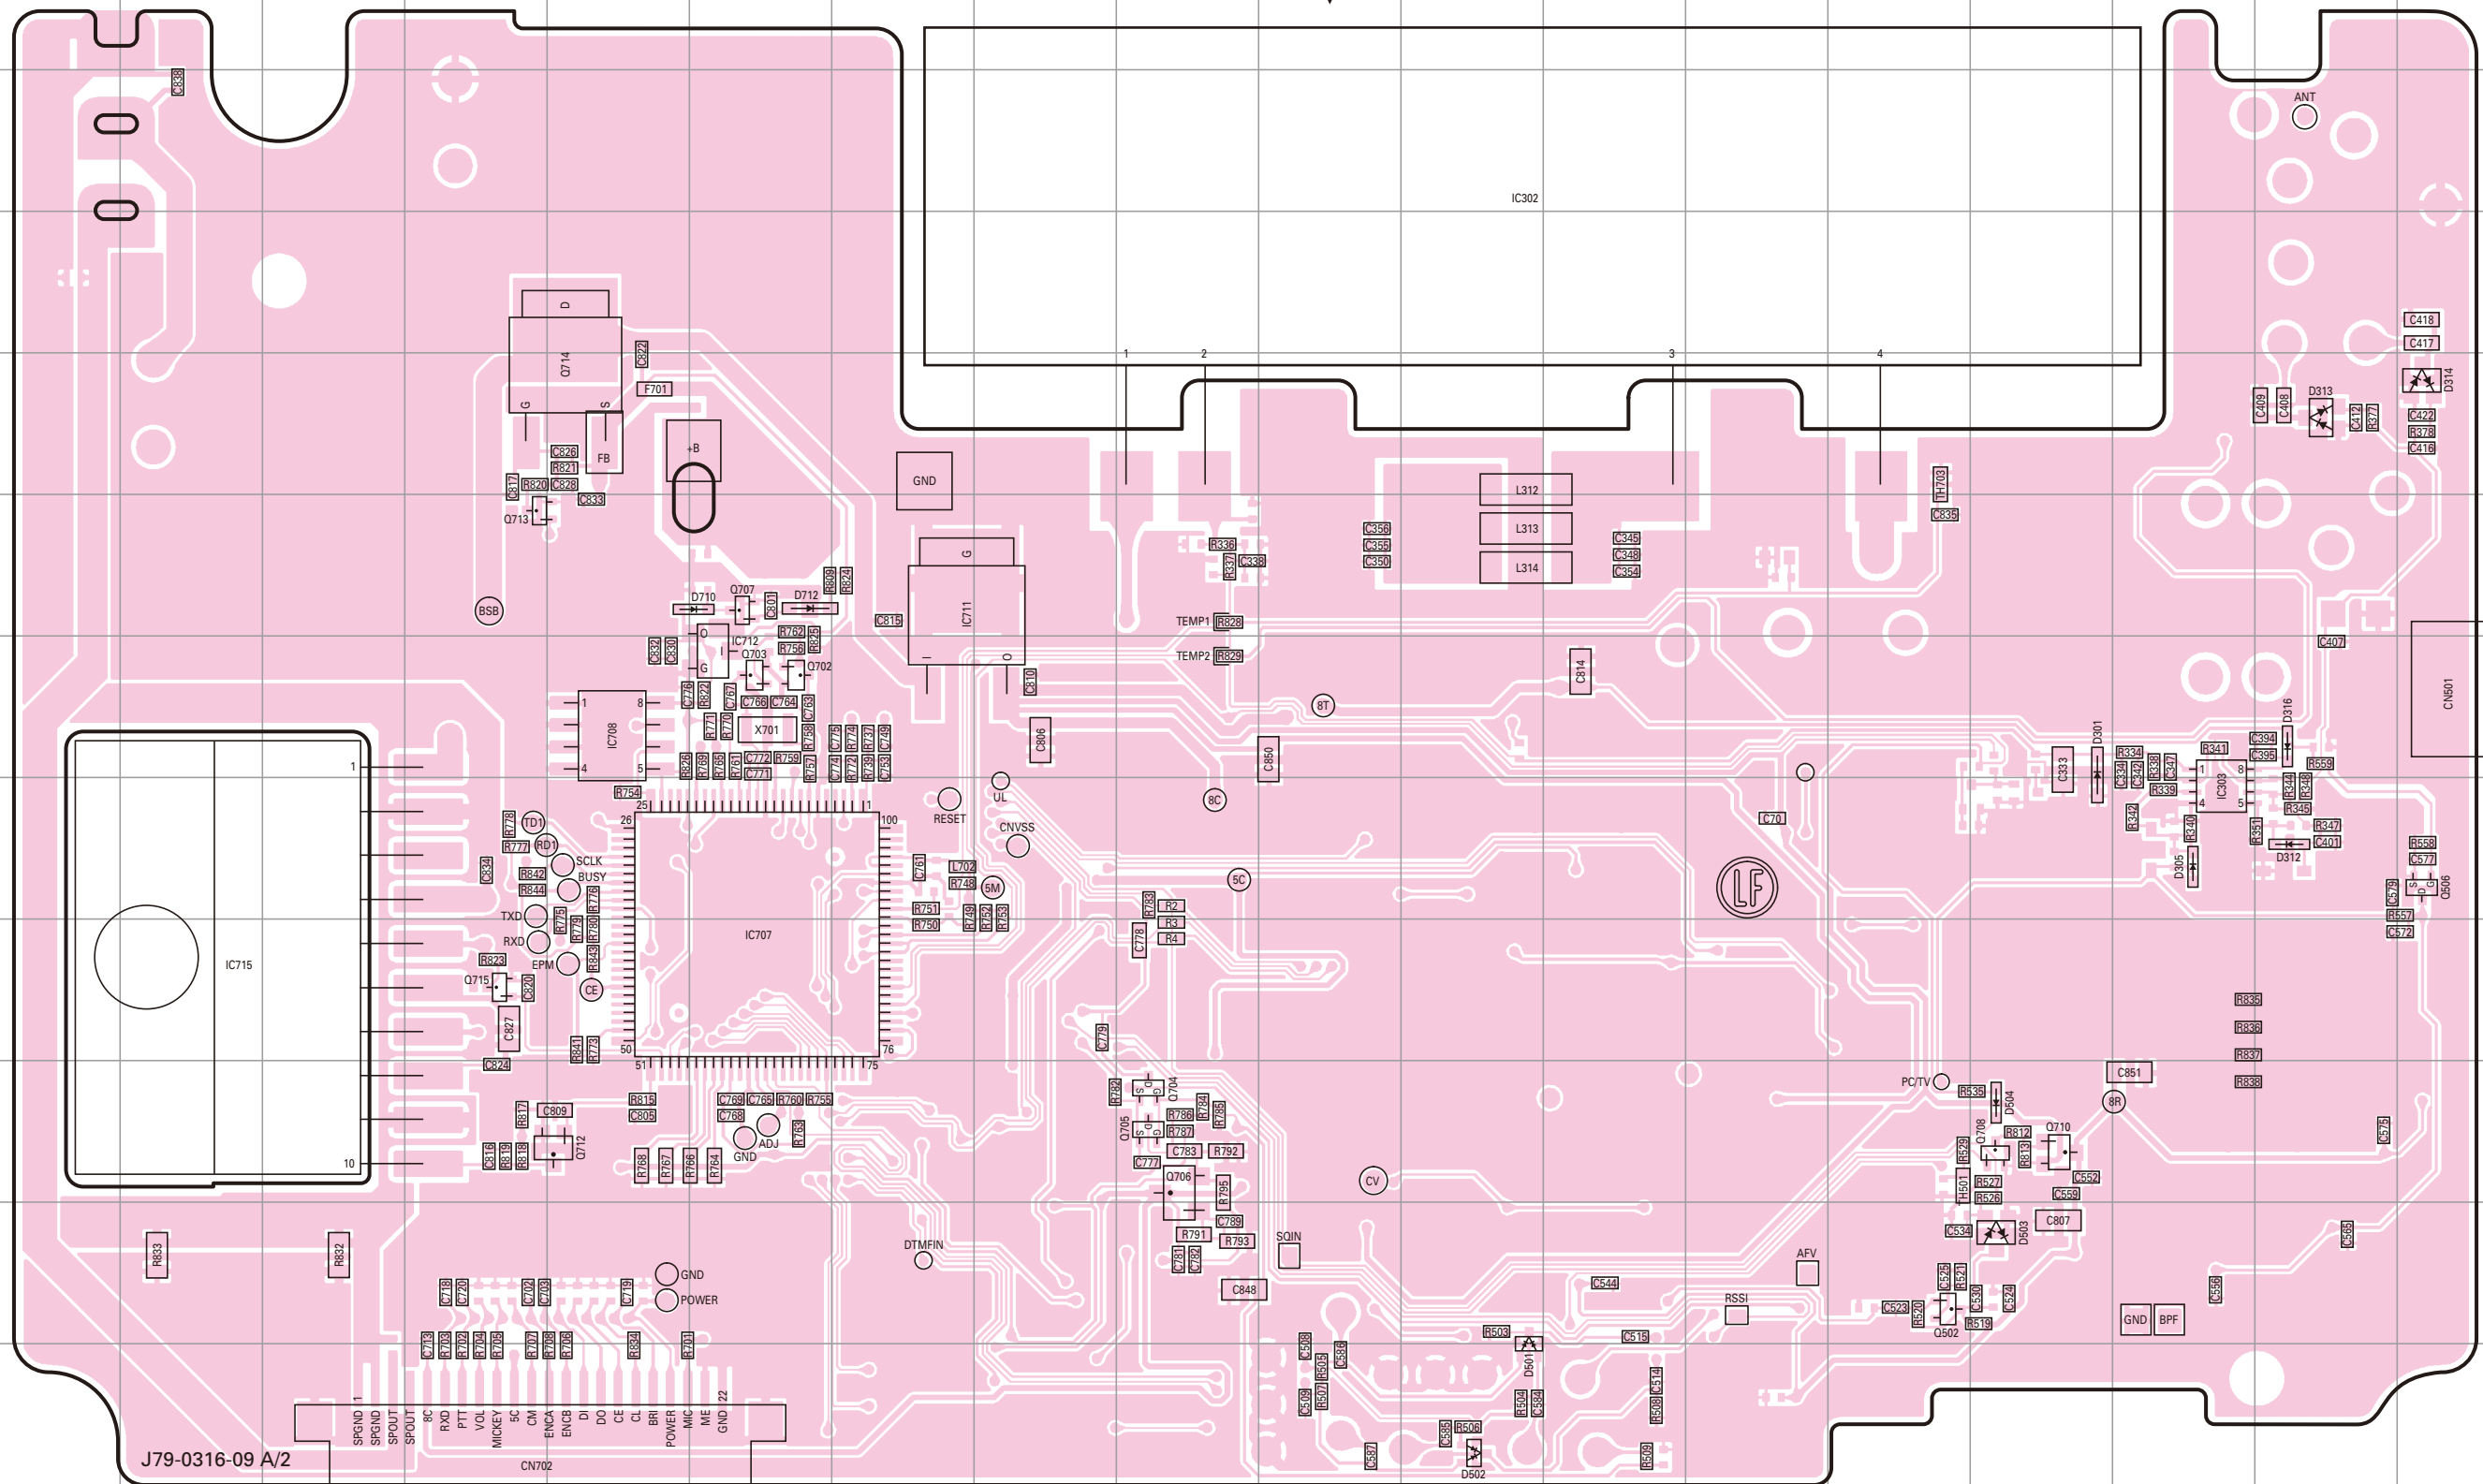 C838
ANT
IC302
D
Q714
G
S
C822
F701
FB
+B
C826
R821
R820 C828
C817
C833
Q713
GND
1
2
3
4
C418
C417
D314
D313
C409
C408
C412
R377
C422
R378
C416
L312
L313
L314
C356
C355
C350
C345
C348
C354
R336
R337
C338
TH703
C835
BSB
D710
Q707
C801
D712
R809
R824
C815
G
IC711
I
O
C810
TEMP1 R828
TEMP2 R829
C814
C407
CN501
C832
C830
O
I
G
IC712
R762
R756
R825
Q703
Q702
C776
R822
C767
C766 C764
C763
R771
R770
X701
R758
C775
R774
R737
C749
R826
R769
R765
R761
C772 R759
C771
R757
C774
R772
R739
C753
1
8
4
5
IC708
8T
C806
C850
8C
D316
D301
C333
R334
C334
C342
R338
C347
R339
R341
C394
C395
R559
1
8
4
5
IC303
R344
R348
R345
R342
R340
R351
R347
C401
D312
D305
R558
C577
S
D
G
Q506
C579
R557
C572
1
10
IC715
R754
25
1
26
100
50
76
51
75
IC707
RESET
UL
CNVSS
C70
LF
R778
TD1
R777
RD1
SCLK
BUSY
C834
R842
R844
R776
TXD
R775
R779
R780
RXD
R843
EPM
R823
Q715
C820
CE
C827
C824
R841
R773
C761
L702
R748
5M
R751
R750
R749
R752
R753
5C
R783
R2
R3
R4
C778
C779
R835
R836
R837
R838
C851
8R
PC/TV
R535
D504
Q708
R812
Q710
R529
R813
TH501
R527
R526
C552
C559
C534
D503
C807
C575
C565
C556
R817
C809
R815
C805
C816
R819
R818
Q712
C769 C765 R760 R755
C768
ADJ
R763
GND
R768
R767
R766
R764
R782
D
S
G
Q704
D
S
G
Q705
R786
R787
R784
R785
C783 R792
C777
Q706
R795
C789
R791
R793
C781
C782
C848
SQIN
CV
DTMFIN
R833
R832
C718
C720
C702
C703
C719
GND
POWER
C713
R703
R702
R704
R705
R707
R708
R706
R834
R701
C544
AFV
RSSI
C525
R521
C530
C524
C523
R520
Q502
R519
GND
BPF
R503
C515
C508
R505
C586
D501
C509
R507
R504
C584
C514
R508
C585
R506
C587
D502
R509
SPGND 1
SPGND
SPOUT
SPOUT
8C
RXD
PTT
VOL
MICKEY
5C
CM
ENCA
ENCB
DI
DO
CE
CL
BRI
POWER
MIC
ME
GND 22
CN702
J79-0316-09 A/2